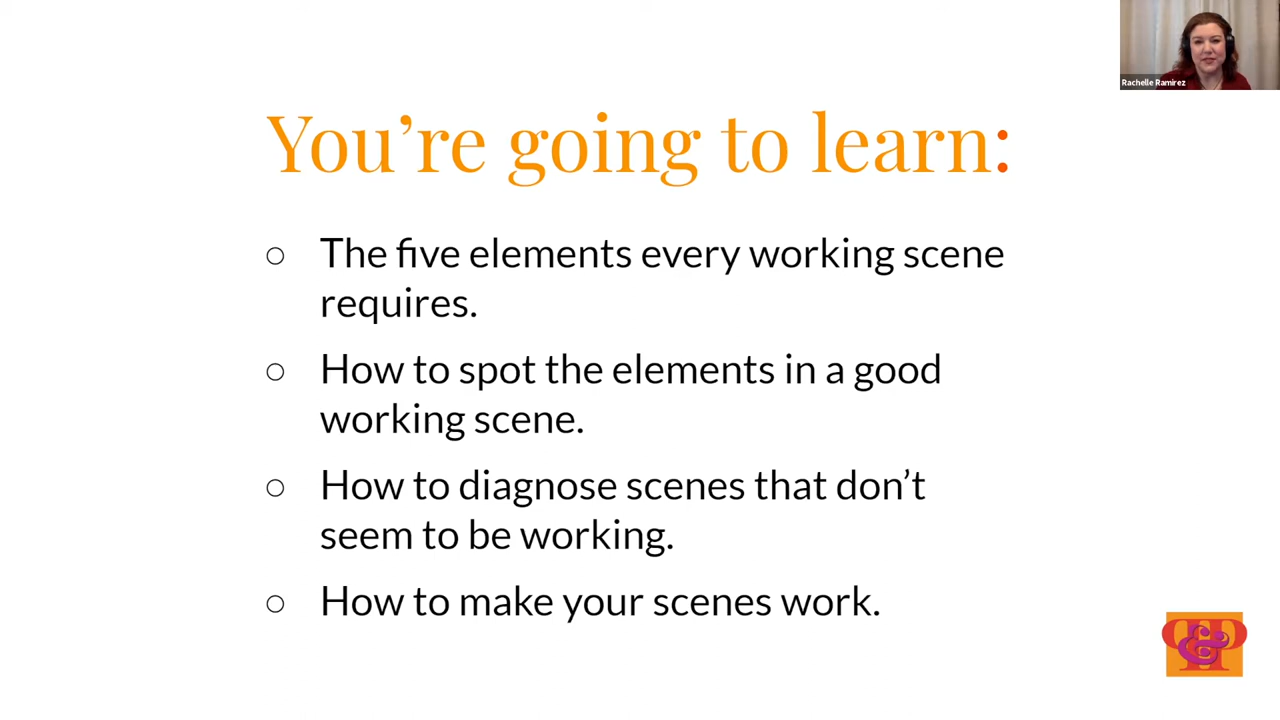 Rachelle Ramirez
You’re going to learn:
○ The five elements every working scene
requires.
○ How to spot the elements in a good
working scene.
○ How to diagnose scenes that don’t
seem to be working.
○ How to make your scenes work.
P&P